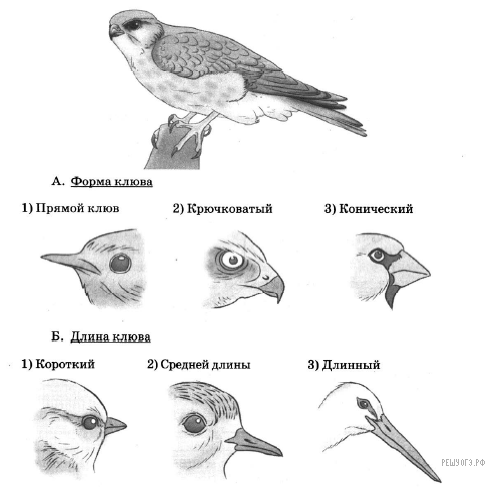 А. Форма клюва
1) Прямой клюв 2) Крючковатый 3) Конический
Б. Длина клюва
1) Короткий 2) Средней длины 3) Длинный
РЕШУОГЭ.РФ